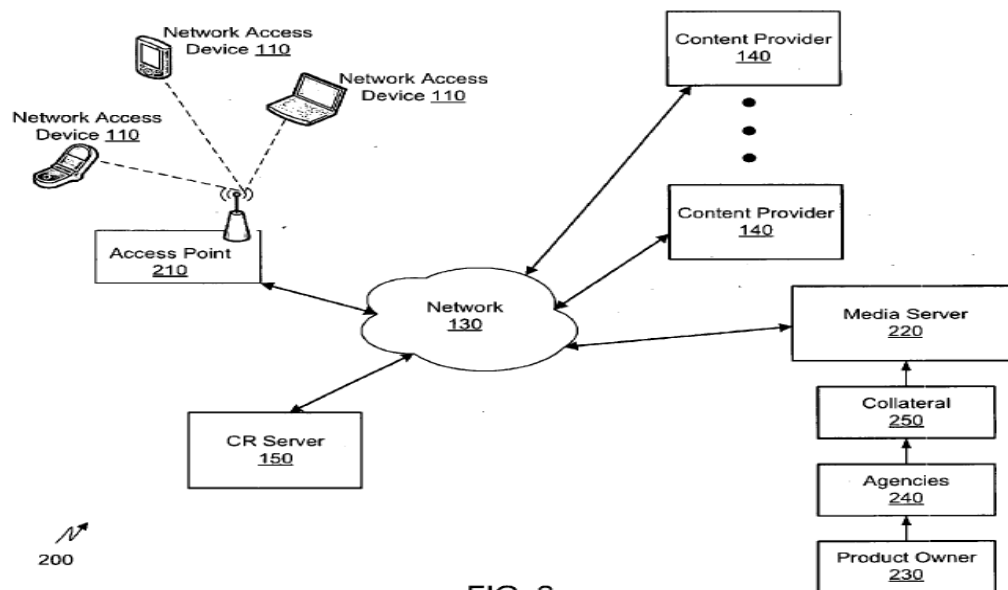 Network Access
Device 110
Network Access
Device 110
Network Access
Device 110
Content Provider
140
Content Provider
140
Access Point
210
Network
130
Media Server
220
Collateral
250
CR Server
150
Agencies
240
200
Product Owner
230